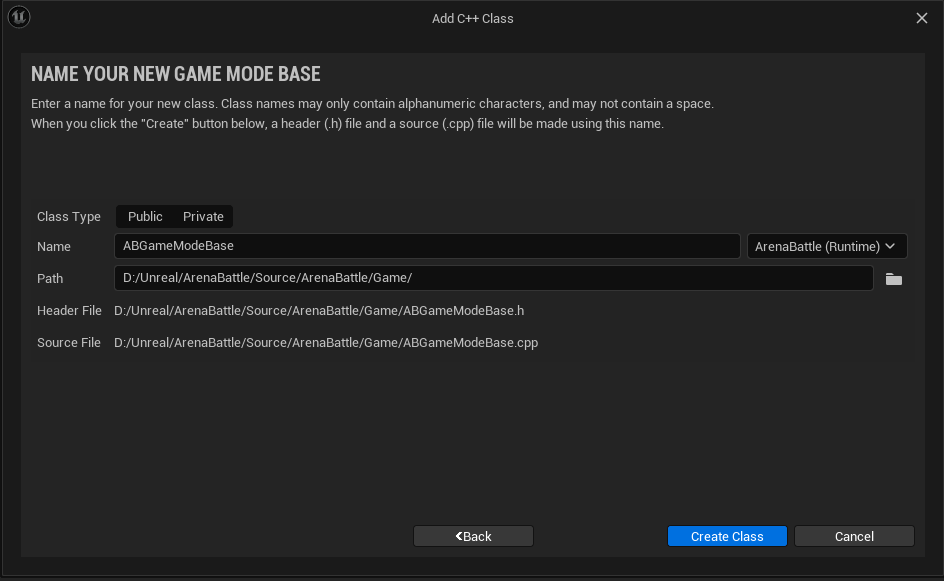 Add C++ Class
NAME YOUR NEW GAME MODE BASE
Enter a name for your new class. Class names may only contain alphanumeric characters, and may not contain a space.
When you click the "Create" button below, a header (.h) file and a source (.cpp) file will be made using this name.
Class Type Public Private
Name ABGameModeBase ArenaBattle (Runtime)
Path D:/Unreal/ArenaBattle/Source/ArenaBattle/Game/
Header File D:/Unreal/ArenaBattle/Source/ArenaBattle/Game/ABGameModeBase.h
Source File D:/Unreal/ArenaBattle/Source/ArenaBattle/Game/ABGameModeBase.cpp
Back Create Class Cancel